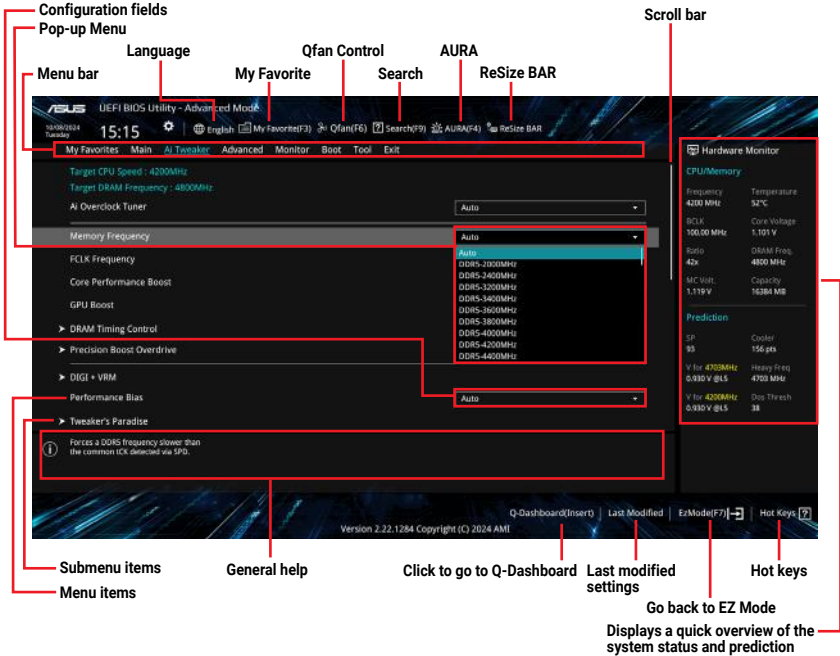 Configuration fields
Pop-up Menu
Scroll bar
Language
Qfan Control
AURA
Menu bar
My Favorite
Search
ReSize BAR
ASUS UEFI BIOS Utility - Advanced Mode
10/08/2024
Tuesday
15:15
English
My Favorite(F3)
Qfan(F6)
Search(F9)
AURA(F4)
ReSize BAR
My Favorites Main Ai Tweaker Advanced Monitor Boot Tool Exit
Target CPU Speed : 4200MHz
Target DRAM Frequency : 4800MHz
Ai Overclock Tuner
Auto
Memory Frequency
Auto
Auto
DDR5-2000MHz
DDR5-2400MHz
DDR5-3200MHz
DDR5-3400MHz
DDR5-3600MHz
DDR5-3800MHz
DDR5-4000MHz
DDR5-4200MHz
DDR5-4400MHz
FCLK Frequency
Core Performance Boost
GPU Boost
DRAM Timing Control
Precision Boost Overdrive
DIGI + VRM
Performance Bias
Auto
Tweaker's Paradise
Forces a DDR5 frequency slower than
the common tCK detected via SPD.
Hardware Monitor
CPU/Memory
Frequency Temperature
4200 MHz 52°C
BCLK Core Voltage
100.00 MHz 1.101 V
Ratio DRAM Freq.
42x 4800 MHz
MC Volt. Capacity
1.119 V 16384 MB
Prediction
SP Cooler
93 156 pts
V for 4703MHz Heavy Freq
0.930 V @L5 4703 MHz
V for 4200MHz Dos Thresh
0.930 V @L5 38
Q-Dashboard(Insert)
Last Modified
EzMode(F7)
Hot Keys ?
Version 2.22.1284 Copyright (C) 2024 AMI
Submenu items
General help
Click to go to Q-Dashboard
Last modified
settings
Hot keys
Menu items
Go back to EZ Mode
Displays a quick overview of the
system status and prediction